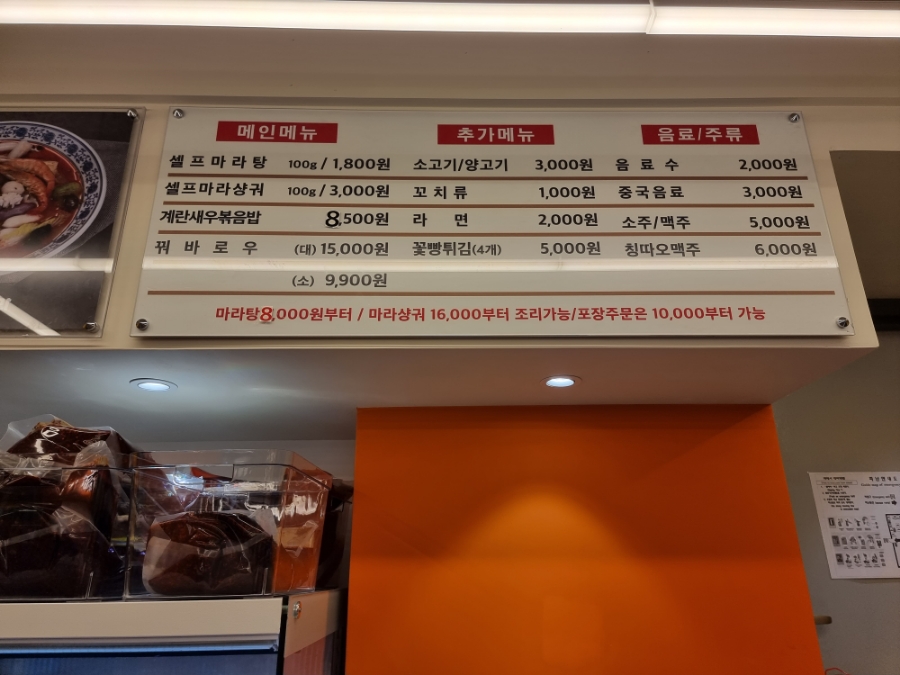 메인메뉴
셀프마라탕 100g / 1,800원
셀프마라샹궈 100g / 3,000원
계란새우볶음밥 8,500원
꿔바로우 (대) 15,000원
(소) 9,900원
추가메뉴
소고기/양고기 3,000원
꼬치류 1,000원
라면 2,000원
꽃빵튀김(4개) 5,000원
음료/주류
음료수 2,000원
중국음료 3,000원
소주/맥주 5,000원
칭따오맥주 6,000원
마라탕8,000원부터 / 마라샹궈 16,000부터 조리가능/포장주문은 10,000부터 가능